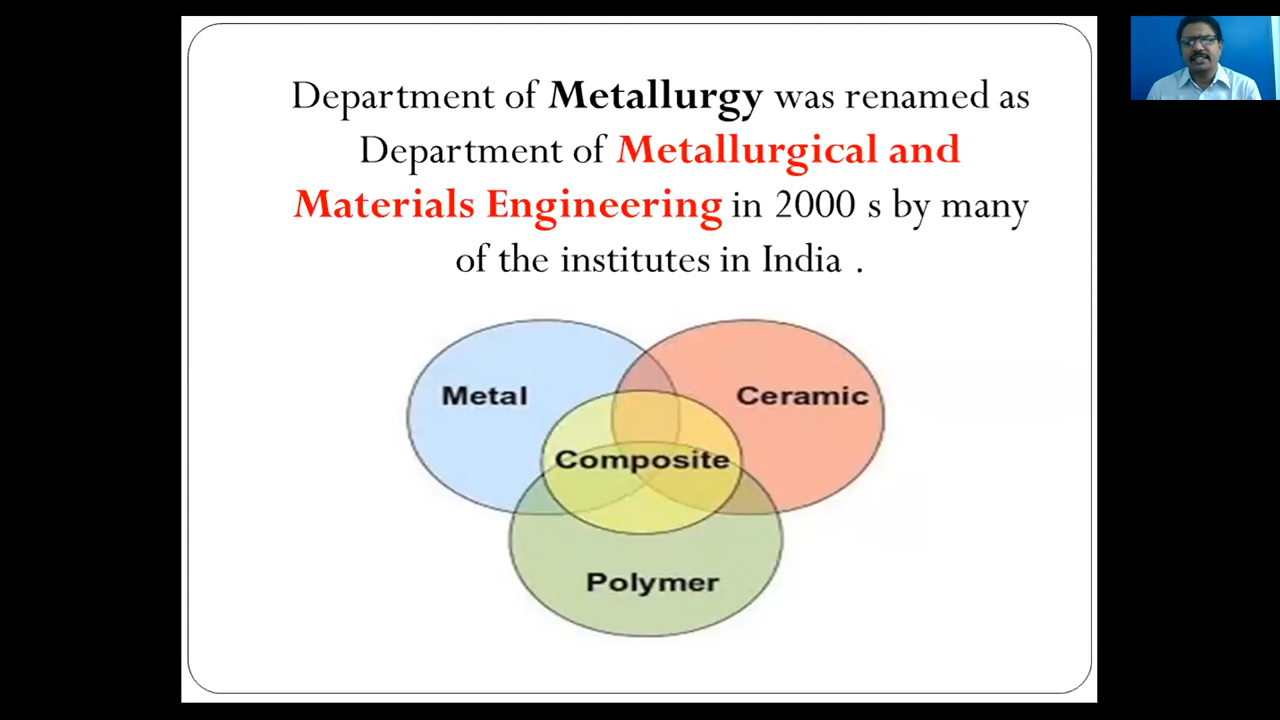 Department of Metallurgy was renamed as
Department of Metallurgical and
Materials Engineering in 2000 s by many
of the institutes in India .
Metal
Ceramic
Composite
Polymer